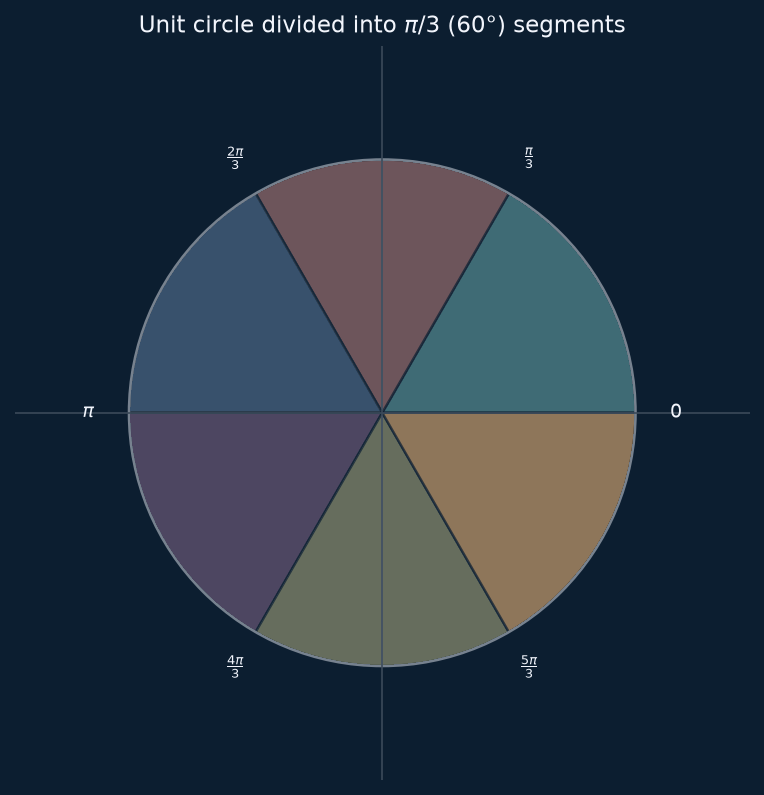 Unit circle divided into π/3 (60°) segments
2π/3
π/3
π
0
4π/3
5π/3